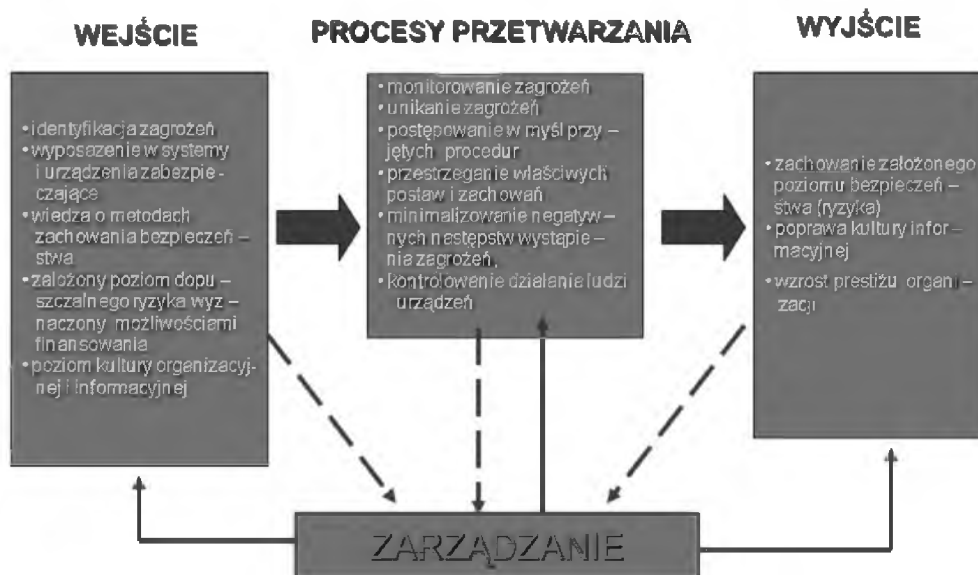 WEJŚCIE
PROCESY PRZETWARZANIA
WYJŚCIE
• identyfikacja zagrożeń
• wyposażenie w systemy
i urządzenia zabezpie -
czające
• wiedza o metodach
zachowania bezpieczeń –
stwa
• założony poziom dopu –
szczalnego ryzyka wyz –
naczony możliwościami
finansowania
• poziom kultury organizacyj-
nej i informacyjnej
• monitorowanie zagrożeń
• unikanie zagrożeń
• postępowanie w myśl przy –
jętych procedur
• przestrzeganie właściwych
postaw i zachowań
• minimalizowanie negatyw –
nych następstw wystąpie –
nia zagrożeń,
• kontrolowanie działania ludzi
i urządzeń
• zachowanie założonego
poziomu bezpieczeń –
stwa (ryzyka)
• poprawa kultury infor –
macyjnej
• wzrost prestiżu organi –
zacji
ZARZĄDZANIE